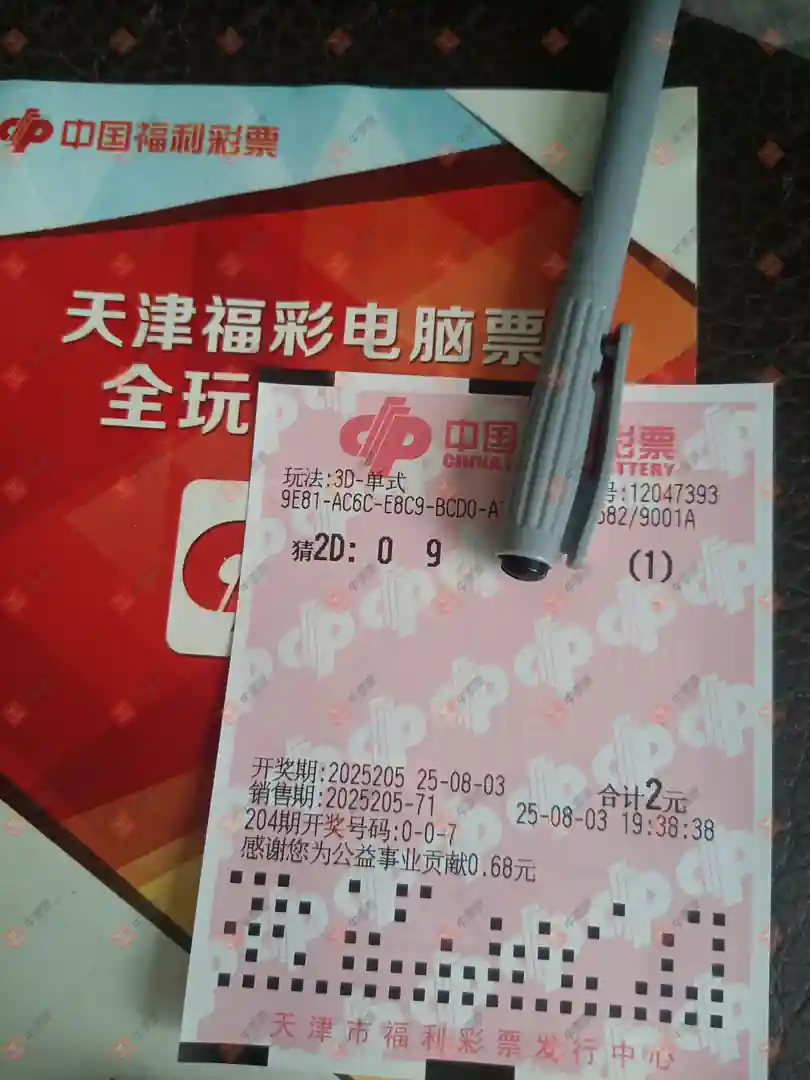 中国福利彩票
天津福彩电脑票
全玩
中国 彩票
CHINA TTERY
玩法:3D-单式
号:12047393
9E81-AC6C-E8C9-BCD0-A 682/9001A
猜2D: 0 9 (1)
开奖期:2025205 25-08-03
销售期:2025205-71 合计2元
204期开奖号码:0-0-7 25-08-03 19:38:38
感谢您为公益事业贡献0.68元
天津市福利彩票发行中心